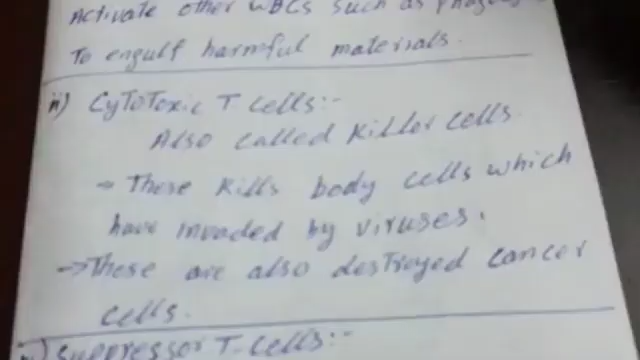 Activate other WBCs such as
To engulf harmful materials.
ii) CyToToxic T cells:-
Also called Killer cells.
→ These Kills body cells which
have invaded by viruses.
→ These are also destroyed cancer
cells.
Suppressor T-cells:-